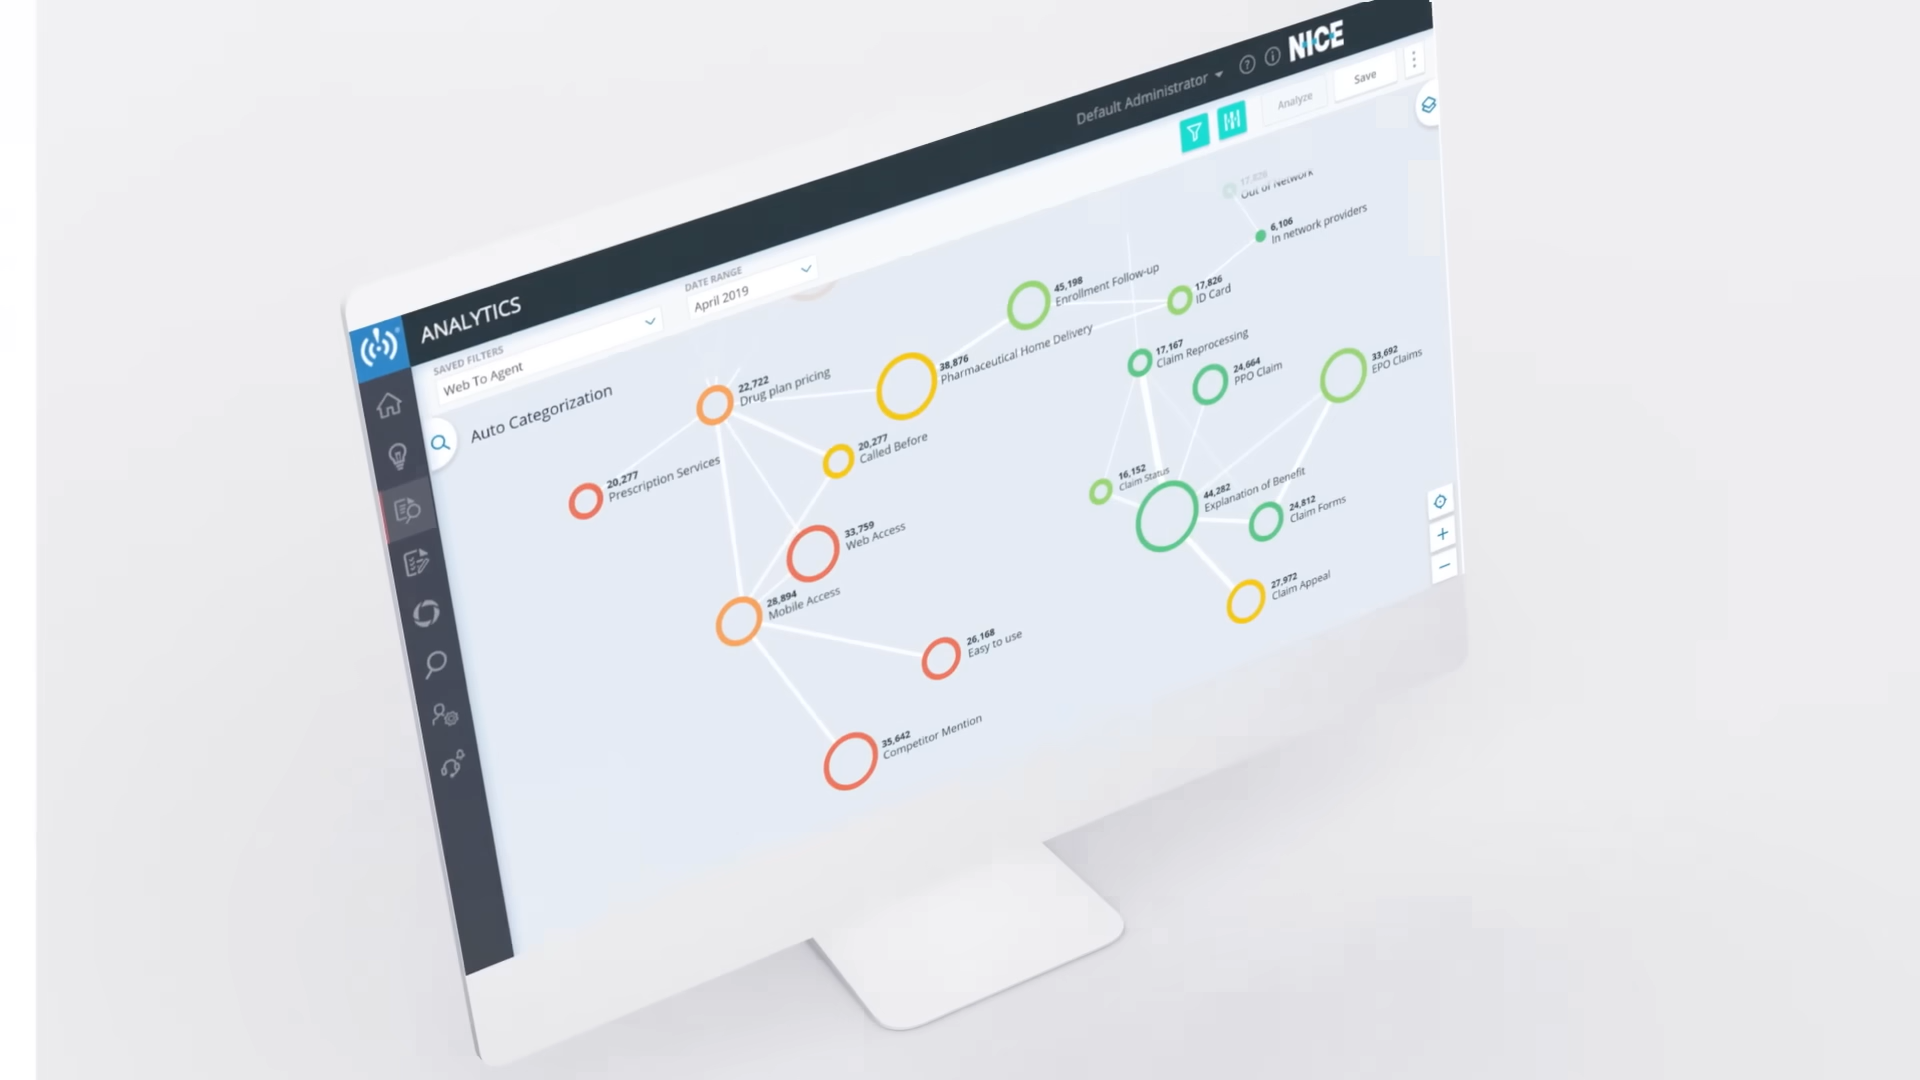 NICE
Default Administrator
Save
Analyze
ANALYTICS
DATE RANGE
April 2019
SAVED FILTERS
Web To Agent
Auto Categorization
17,826
Out of Network
6,106
In network providers
45,198
Enrollment Follow-up
17,826
ID Card
38,876
Pharmaceutical Home Delivery
17,167
Claim Reprocessing
24,664
PPO Claim
33,692
EPO Claims
22,722
Drug plan pricing
20,277
Called Before
20,277
Prescription Services
16,152
Claim Status
44,282
Explanation of Benefit
24,812
Claim Forms
33,759
Web Access
28,894
Mobile Access
27,972
Claim Appeal
26,168
Easy to use
35,642
Competitor Mention